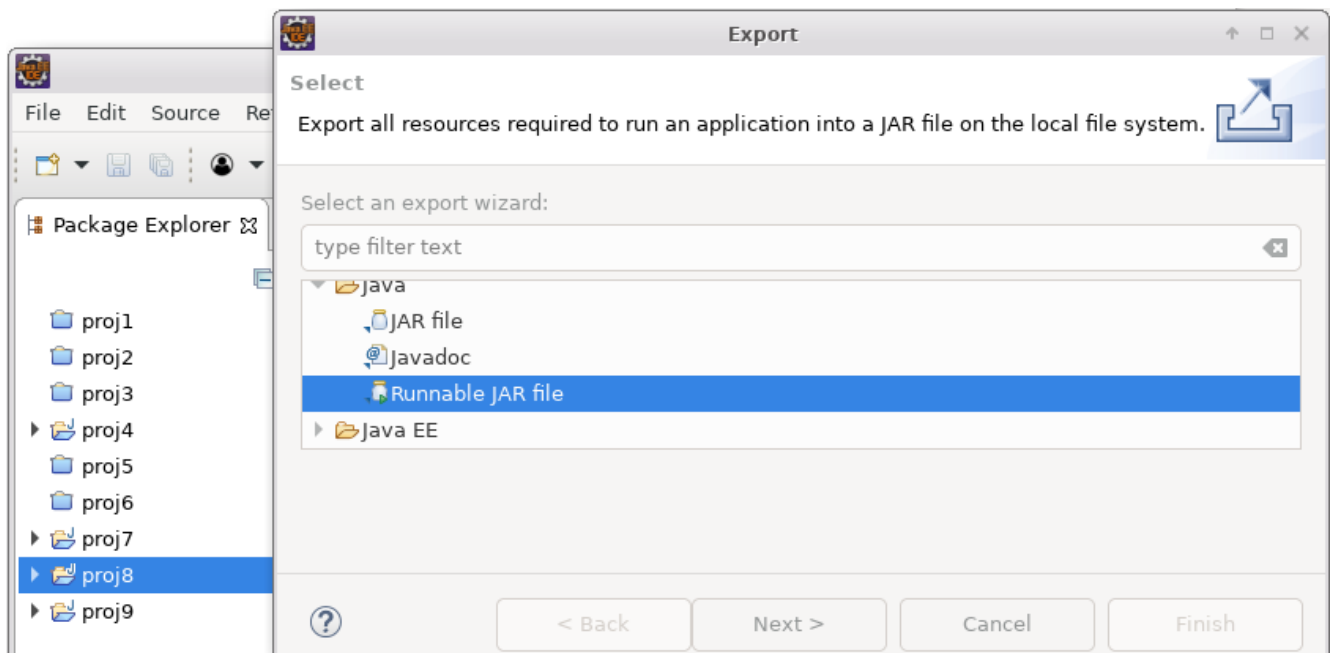 Export
Select
Export all resources required to run an application into a JAR file on the local file system.
File Edit Source
Package Explorer
proj1
proj2
proj3
proj4
proj5
proj6
proj7
proj8
proj9
Select an export wizard:
type filter text
Java
JAR file
Javadoc
Runnable JAR file
Java EE
< Back Next > Cancel Finish